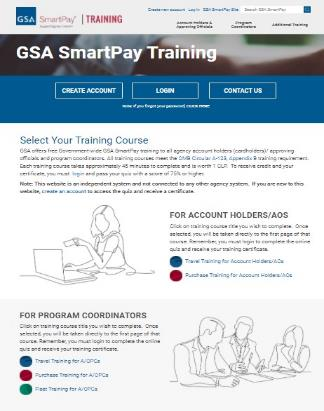 Create new account Log In GSA SmartPay Site Search GSA SmartPay
GSA SmartPay® | TRAINING
Account Holders & Approving Officials Program Coordinators Additional Training
GSA SmartPay Training
CREATE ACCOUNT LOGIN CONTACT US
Note: If you forgot your password, CLICK HERE
Select Your Training Course
GSA offers free Government-wide GSA SmartPay training to all agency account holders (cardholders)/ approving
officials and program coordinators. All training courses meet the OMB Circular A-123, Appendix B training requirement.
Each training course takes approximately 45 minutes to complete and is worth 1 CLP. To receive credit and your
certificate, you must login and pass your quiz with a score of 75% or higher.
Note: This website is an independent system and not connected to any other agency system. If you are new to this
website, create an account to access the quiz and receive a certificate.
FOR ACCOUNT HOLDERS/AOS
Click on training course title you wish to complete. Once
selected, you will be taken directly to the first page of that
course. Remember, you must login to complete the online
quiz and receive your training certificate.
Travel Training for Account Holders/AOs
Purchase Training for Account Holders/AOs
FOR PROGRAM COORDINATORS
Click on training course title you wish to complete. Once
selected, you will be taken directly to the first page of that
course. Remember, you must login to complete the online
quiz and receive your training certificate.
Travel Training for A/OPCs
Purchase Training for A/OPCs
Fleet Training for A/OPCs